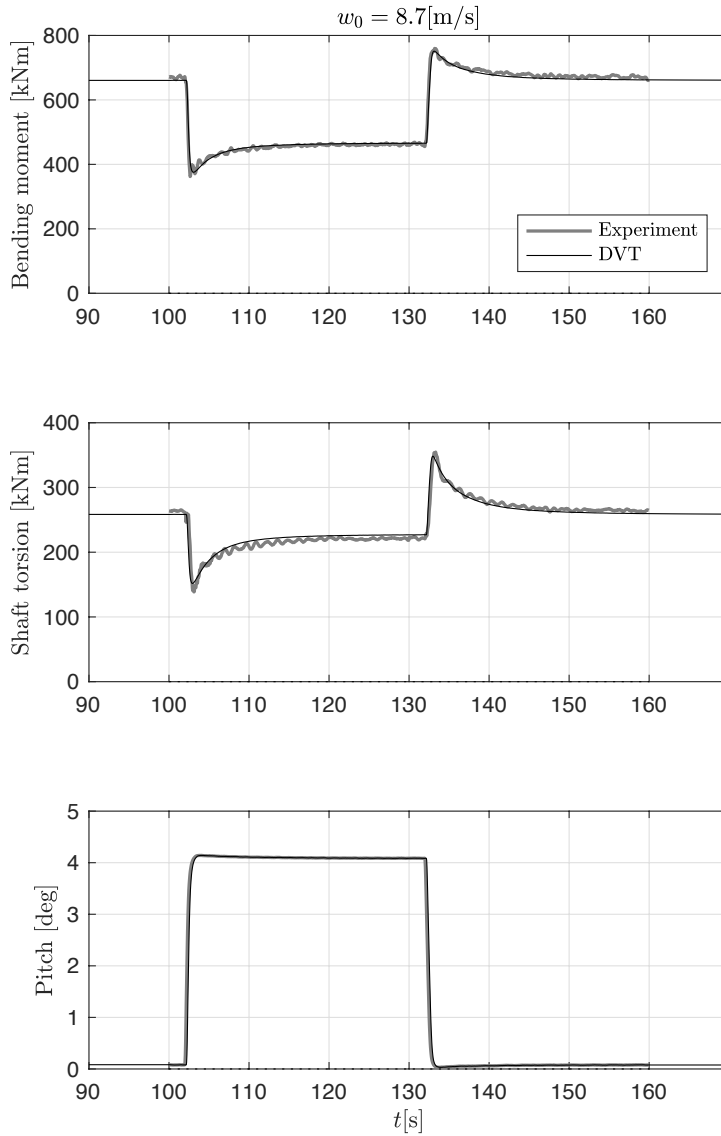 w₀ = 8.7[m/s]
Bending moment [kNm]
800
600
400
200
0
Experiment
DVT
90 100 110 120 130 140 150 160
Shaft torsion [kNm]
400
300
200
100
0
90 100 110 120 130 140 150 160
Pitch [deg]
5
4
3
2
1
0
90 100 110 120 130 140 150 160
t[s]